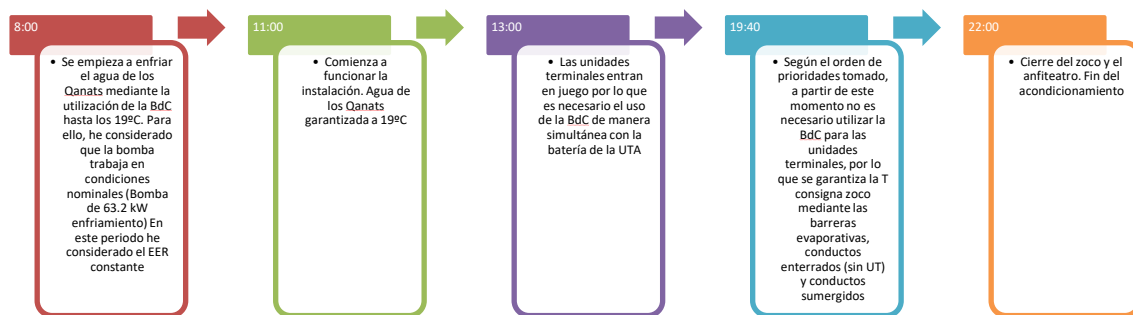 8:00
• Se empieza a enfriar
el agua de los
Qanats mediante la
utilización de la BdC
hasta los 19ºC. Para
ello, he considerado
que la bomba
trabaja en
condiciones
nominales (Bomba
de 63.2 kW
enfriamiento) En
este periodo he
considerado el EER
constante
11:00
• Comienza a
funcionar la
instalación. Agua de
los Qanats
garantizada a 19ºC
13:00
• Las unidades
terminales entran
en juego por lo que
es necesario el uso
de la BdC de manera
simultánea con la
batería de la UTA
19:40
• Según el orden de
prioridades tomado,
a partir de este
momento no es
necesario utilizar la
BdC para las
unidades
terminales, por lo
que se garantiza la T
consigna zoco
mediante las
barreras
evaporativas,
conductos
enterrados (sin UT)
y conductos
sumergidos
22:00
• Cierre del zoco y el
anfiteatro. Fin del
acondicionamiento